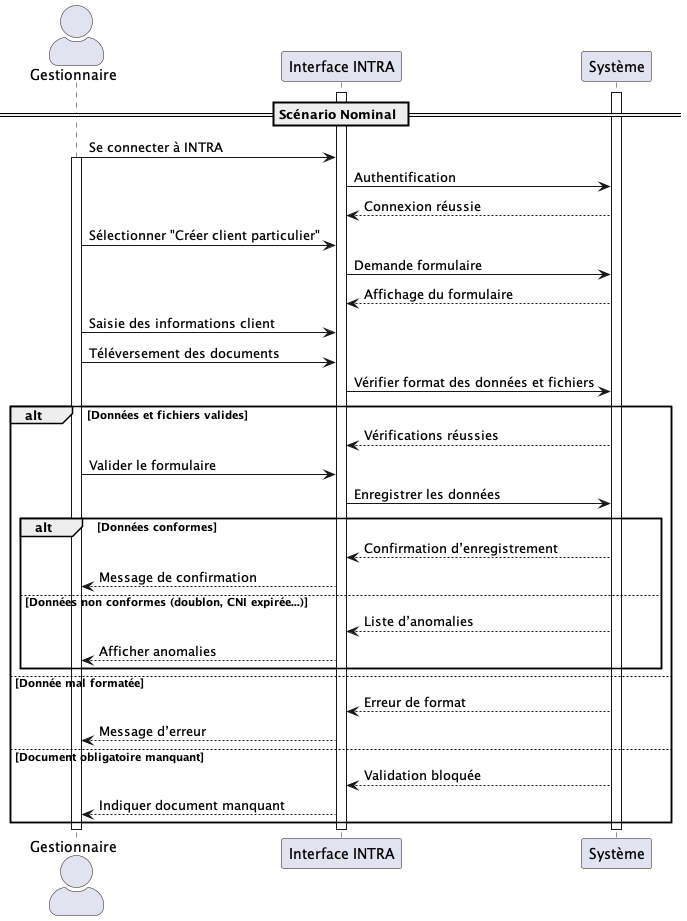 Gestionnaire
Interface INTRA
Système
Scénario Nominal
Se connecter à INTRA
Authentification
Connexion réussie
Sélectionner "Créer client particulier"
Demande formulaire
Affichage du formulaire
Saisie des informations client
Téléversement des documents
Vérifier format des données et fichiers
alt
[Données et fichiers valides]
Vérifications réussies
Valider le formulaire
Enregistrer les données
alt
[Données conformes]
Confirmation d’enregistrement
Message de confirmation
[Données non conformes (doublon, CNI expirée...)]
Liste d’anomalies
Afficher anomalies
[Donnée mal formatée]
Erreur de format
Message d’erreur
[Document obligatoire manquant]
Validation bloquée
Indiquer document manquant
Gestionnaire
Interface INTRA
Système